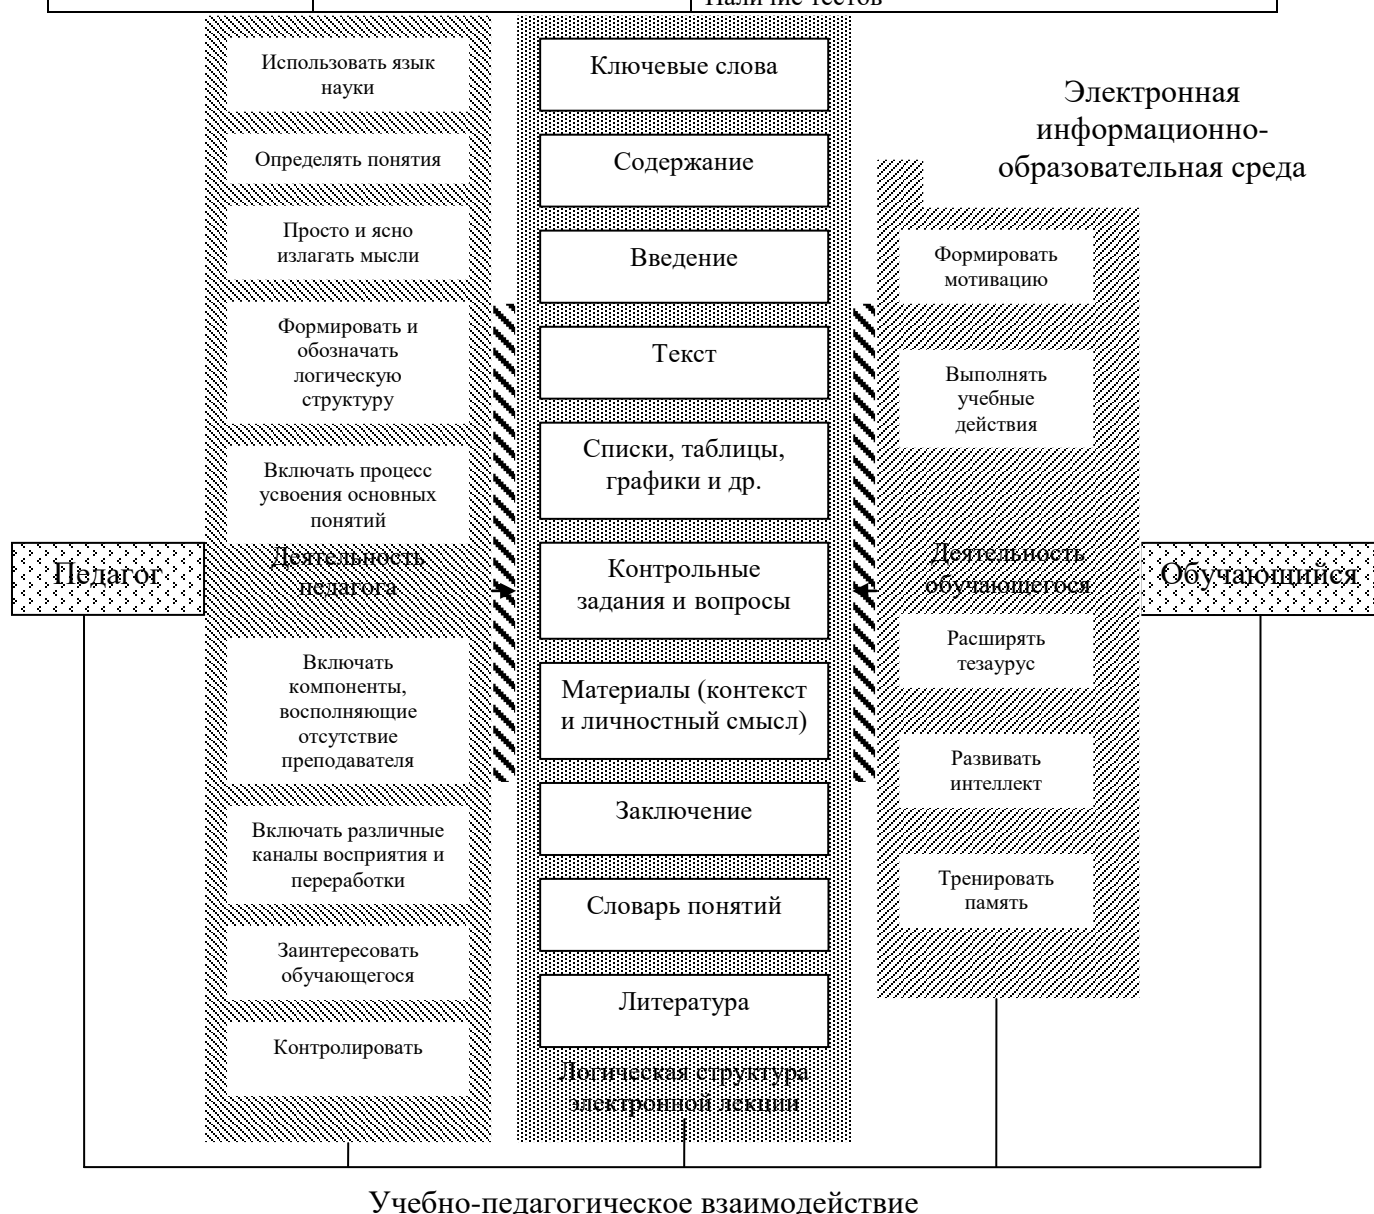 Наличие тестов
Использовать язык
науки
Определять понятия
Просто и ясно
излагать мысли
Формировать и
обозначать
логическую
структуру
Включать процесс
усвоения основных
понятий
Педагог
Деятельность
педагога
Включать
компоненты,
восполняющие
отсутствие
преподавателя
Включать различные
каналы восприятия и
переработки
Заинтересовать
обучающегося
Контролировать
Ключевые слова
Содержание
Введение
Текст
Списки, таблицы,
графики и др.
Контрольные
задания и вопросы
Материалы (контекст
и личностный смысл)
Заключение
Словарь понятий
Литература
Логическая структура
электронной лекции
Электронная
информационно-
образовательная среда
Формировать
мотивацию
Выполнять
учебные
действия
Деятельность
обучающегося
Обучающийся
Расширять
тезаурус
Развивать
интеллект
Тренировать
память
Учебно-педагогическое взаимодействие